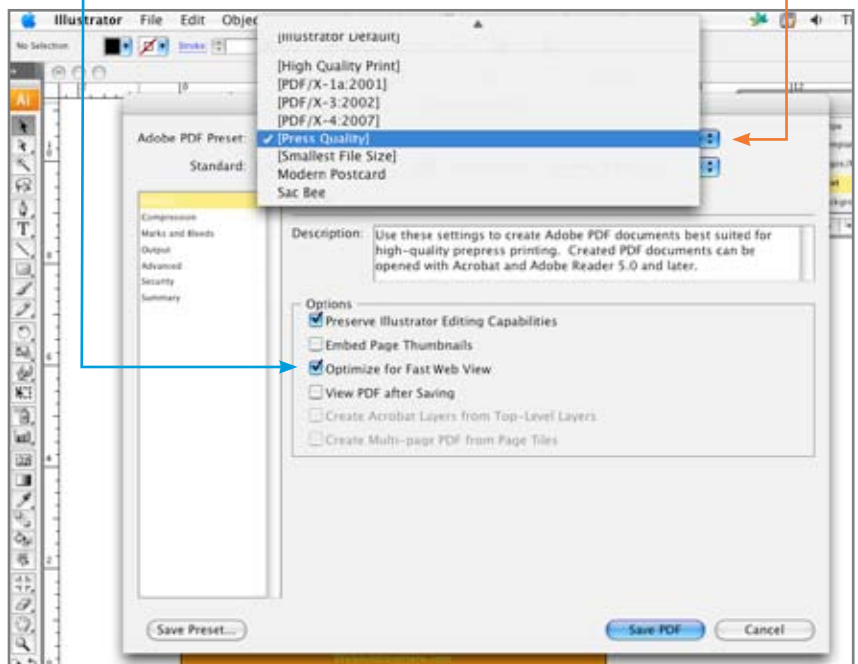 Illustrator File Edit Objec
No Selection Stroke:
[Illustrator Default]
[High Quality Print]
[PDF/X-1a:2001]
[PDF/X-3:2002]
[PDF/X-4:2007]
Adobe PDF Preset: ✓ [Press Quality]
[Smallest File Size]
Standard:
Modern Postcard
Sac Bee
Compression
Marks and Bleeds
Output
Advanced
Security
Summary
Description: Use these settings to create Adobe PDF documents best suited for
high-quality prepress printing. Created PDF documents can be
opened with Acrobat and Adobe Reader 5.0 and later.
Options
Preserve Illustrator Editing Capabilities
Embed Page Thumbnails
Optimize for Fast Web View
View PDF after Saving
Create Acrobat Layers from Top-Level Layers
Create Multi-page PDF from Page Tiles
Save Preset... Save PDF Cancel